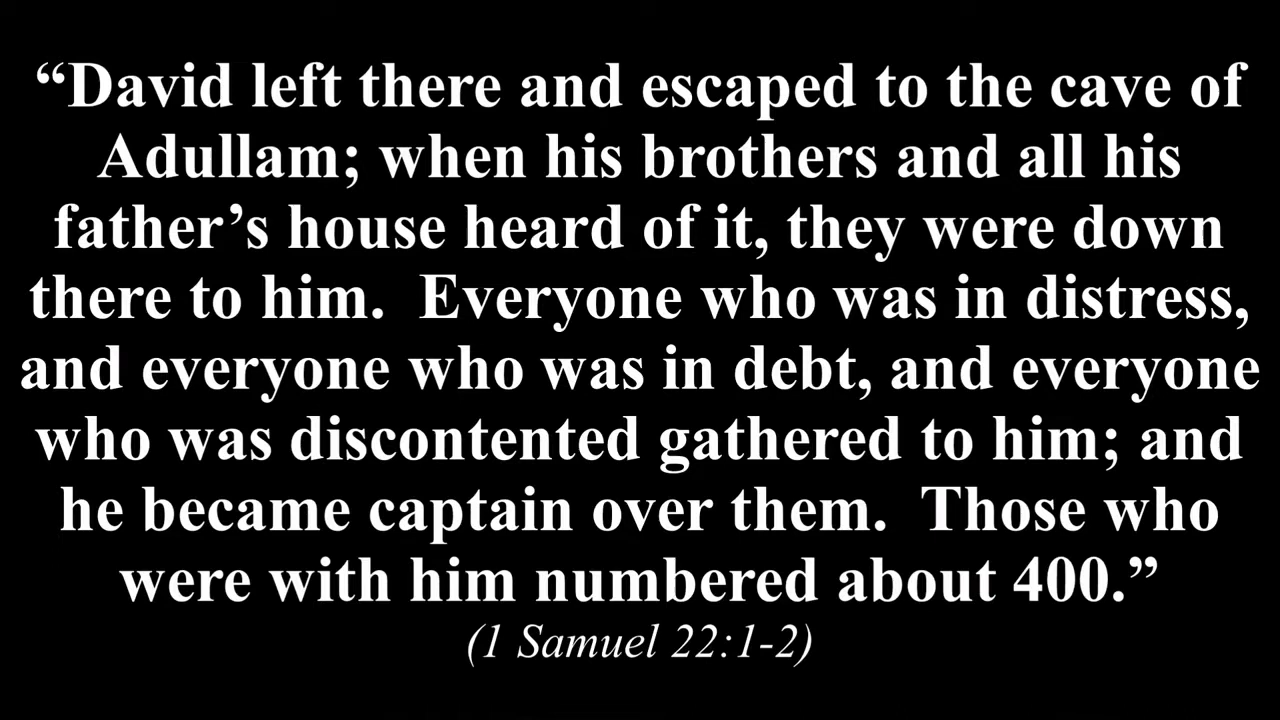 “David left there and escaped to the cave of
Adullam; when his brothers and all his
father’s house heard of it, they were down
there to him.  Everyone who was in distress,
and everyone who was in debt, and everyone
who was discontented gathered to him; and
he became captain over them.  Those who
were with him numbered about 400.”
(1 Samuel 22:1-2)